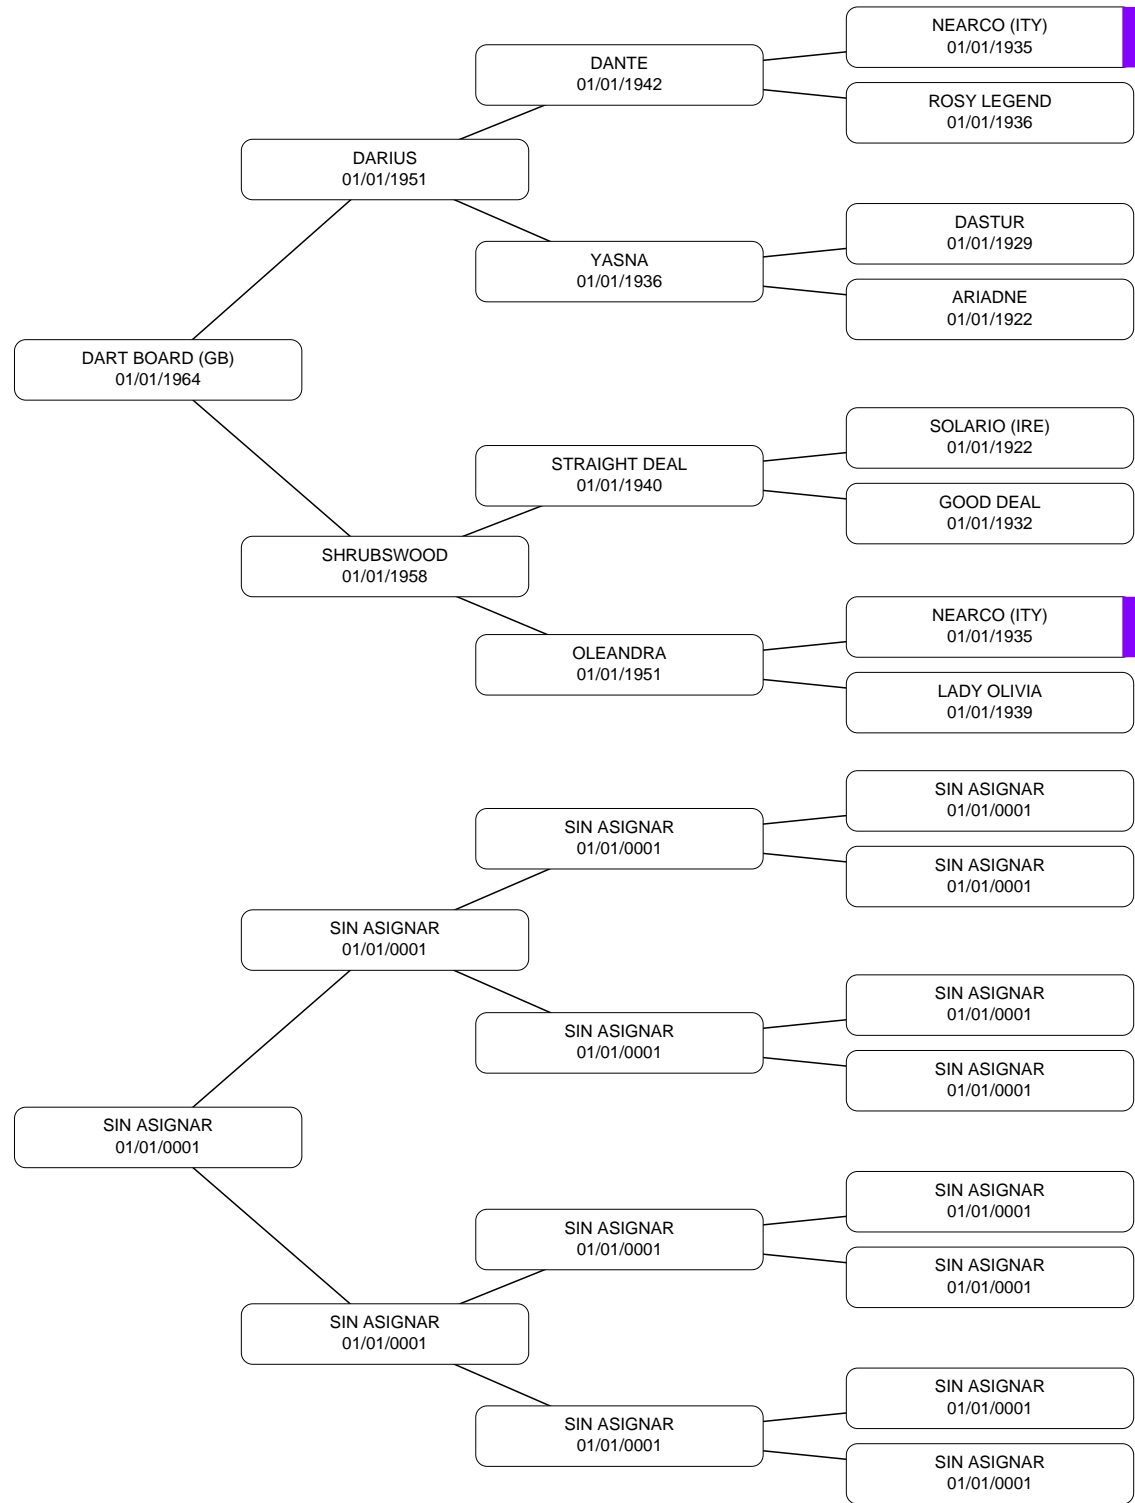 NEARCO (ITY)
01/01/1935
DANTE
01/01/1942
ROSY LEGEND
01/01/1936
DARIUS
01/01/1951
DASTUR
01/01/1929
YASNA
01/01/1936
ARIADNE
01/01/1922
DART BOARD (GB)
01/01/1964
SOLARIO (IRE)
01/01/1922
STRAIGHT DEAL
01/01/1940
GOOD DEAL
01/01/1932
SHRUBSWOOD
01/01/1958
NEARCO (ITY)
01/01/1935
OLEANDRA
01/01/1951
LADY OLIVIA
01/01/1939
SIN ASIGNAR
01/01/0001
SIN ASIGNAR
01/01/0001
SIN ASIGNAR
01/01/0001
SIN ASIGNAR
01/01/0001
SIN ASIGNAR
01/01/0001
SIN ASIGNAR
01/01/0001
SIN ASIGNAR
01/01/0001
SIN ASIGNAR
01/01/0001
SIN ASIGNAR
01/01/0001
SIN ASIGNAR
01/01/0001
SIN ASIGNAR
01/01/0001
SIN ASIGNAR
01/01/0001
SIN ASIGNAR
01/01/0001
SIN ASIGNAR
01/01/0001
SIN ASIGNAR
01/01/0001